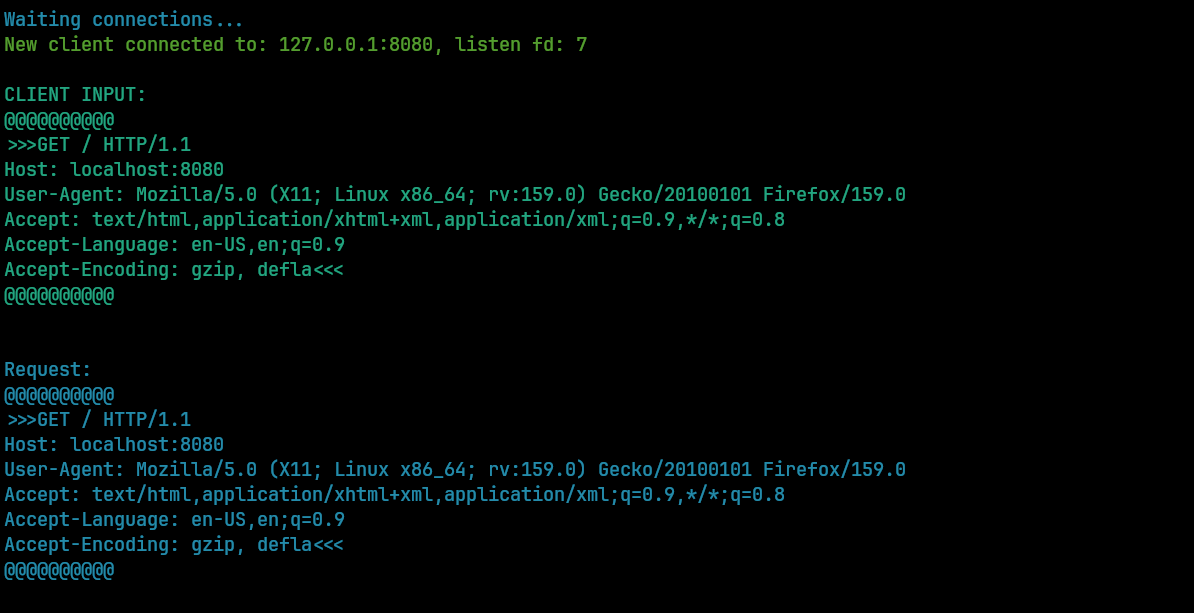 Waiting connections...
New client connected to: 127.0.0.1:8080, listen fd: 7
CLIENT INPUT:
@@@@@@@@@@
>>>GET / HTTP/1.1
Host: localhost:8080
User-Agent: Mozilla/5.0 (X11; Linux x86_64; rv:159.0) Gecko/20100101 Firefox/159.0
Accept: text/html,application/xhtml+xml,application/xml;q=0.9,*/*;q=0.8
Accept-Language: en-US,en;q=0.9
Accept-Encoding: gzip, defla<<<
@@@@@@@@@@
Request:
@@@@@@@@@@
>>>GET / HTTP/1.1
Host: localhost:8080
User-Agent: Mozilla/5.0 (X11; Linux x86_64; rv:159.0) Gecko/20100101 Firefox/159.0
Accept: text/html,application/xhtml+xml,application/xml;q=0.9,*/*;q=0.8
Accept-Language: en-US,en;q=0.9
Accept-Encoding: gzip, defla<<<
@@@@@@@@@@